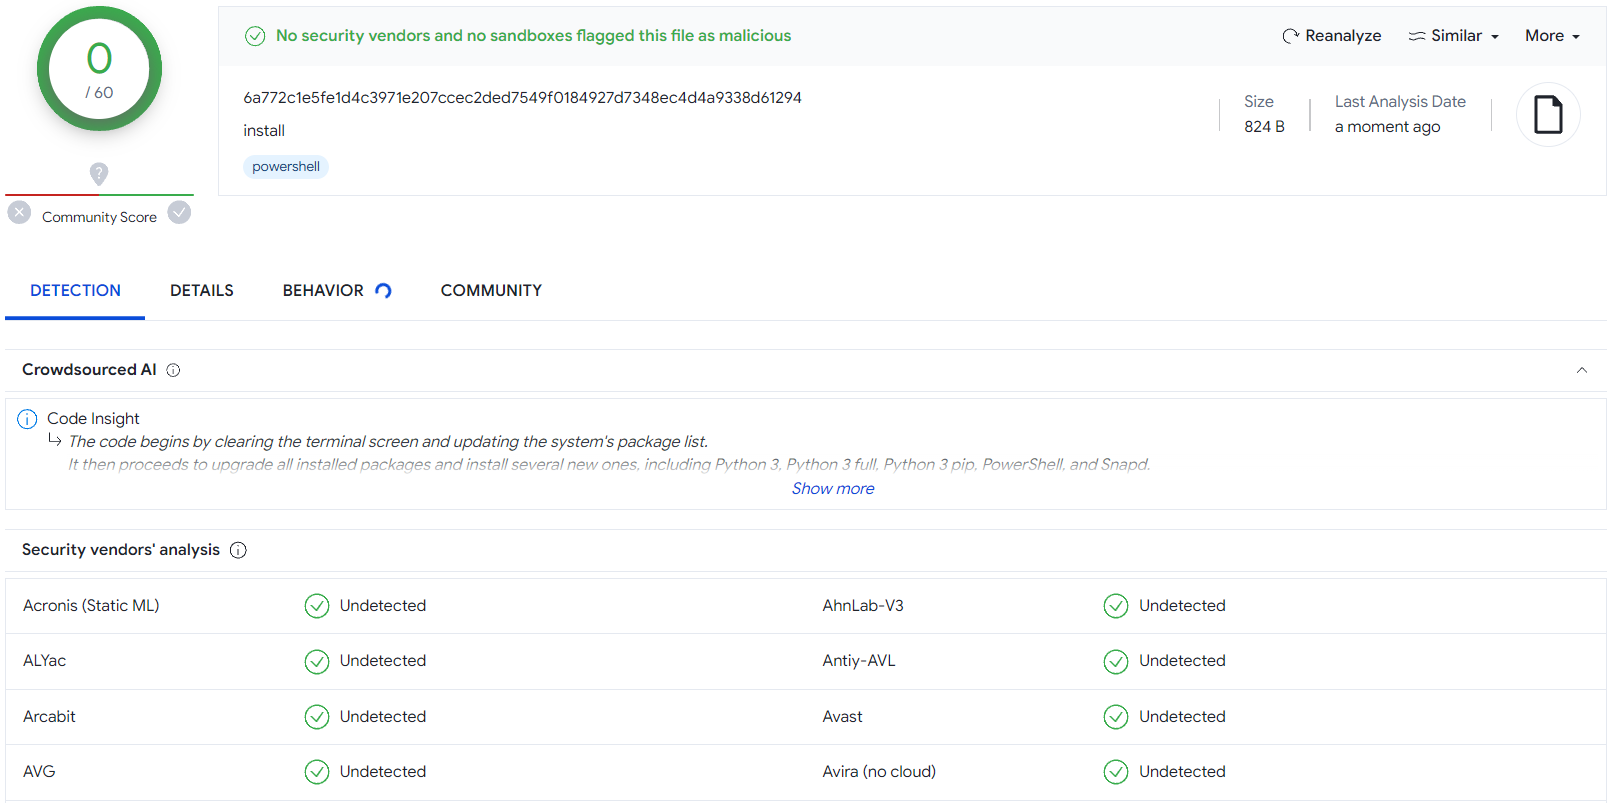 0
/ 60
Community Score
No security vendors and no sandboxes flagged this file as malicious
Reanalyze
Similar
More
6a772c1e5fe1d4c3971e207ccec2ded7549f0184927d7348ec4d4a9338d61294
install
powershell
Size
824 B
Last Analysis Date
a moment ago
DETECTION
DETAILS
BEHAVIOR
COMMUNITY
Crowdsourced AI
Code Insight
The code begins by clearing the terminal screen and updating the system's package list.
It then proceeds to upgrade all installed packages and install several new ones, including Python 3, Python 3 full, Python 3 pip, PowerShell, and Snapd.
Show more
Security vendors' analysis
Acronis (Static ML) Undetected AhnLab-V3 Undetected
ALYac Undetected Antiy-AVL Undetected
Arcabit Undetected Avast Undetected
AVG Undetected Avira (no cloud) Undetected